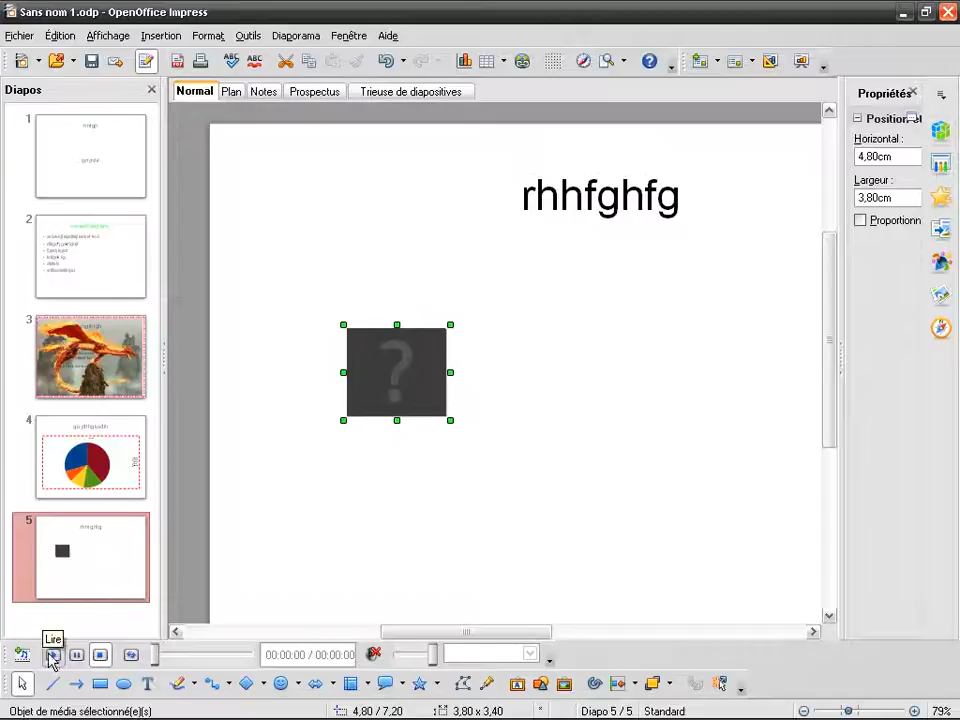 Sans nom 1.odp - OpenOffice Impress
Fichier Édition Affichage Insertion Format Outils Diaporama Fenêtre Aide
Diapos
Normal Plan Notes Prospectus Trieuse de diapositives
Propriétés
Position et
Horizontal :
4,80cm
Largeur :
3,80cm
Proportionn
rhhfghfg
?
1
2
3
4
5
rhhfghfg
Lire
00:00:00 / 00:00:00
Objet de média sélectionné(e)(s) 4,80 / 7,20 3,80 x 3,40 * Diapo 5 / 5 Standard 79%